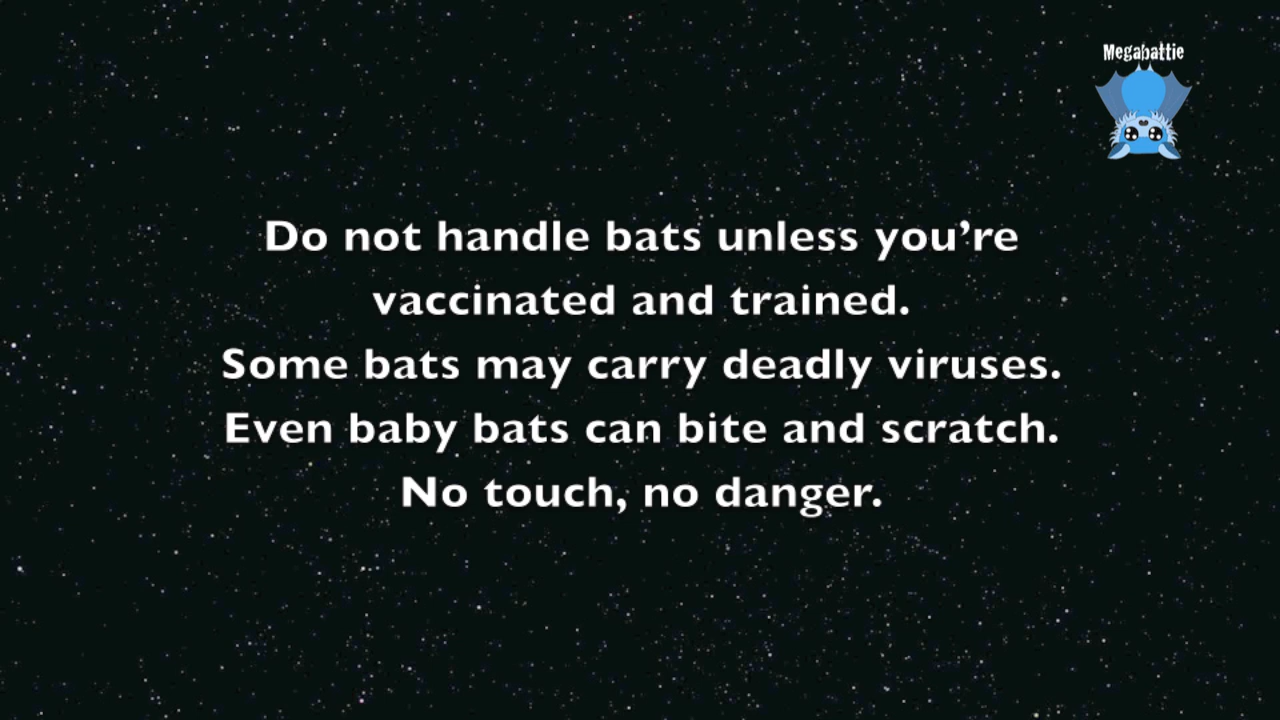 Megabattie
Do not handle bats unless you’re
vaccinated and trained.
Some bats may carry deadly viruses.
Even baby bats can bite and scratch.
No touch, no danger.